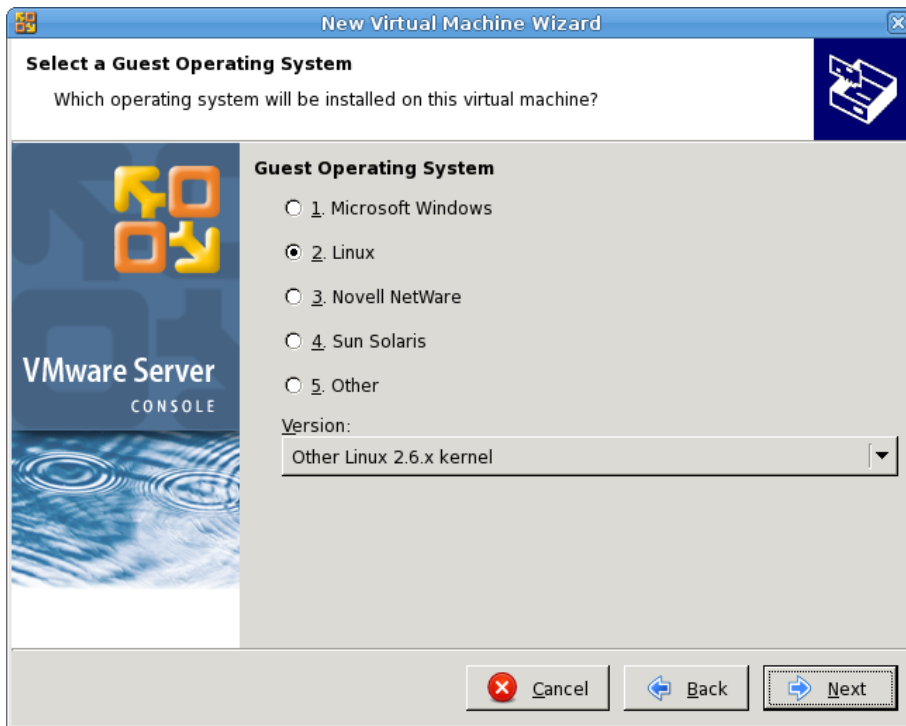 New Virtual Machine Wizard
Select a Guest Operating System
Which operating system will be installed on this virtual machine?
VMware Server
CONSOLE
Guest Operating System
1. Microsoft Windows
2. Linux
3. Novell NetWare
4. Sun Solaris
5. Other
Version:
Other Linux 2.6.x kernel
Cancel
Back
Next